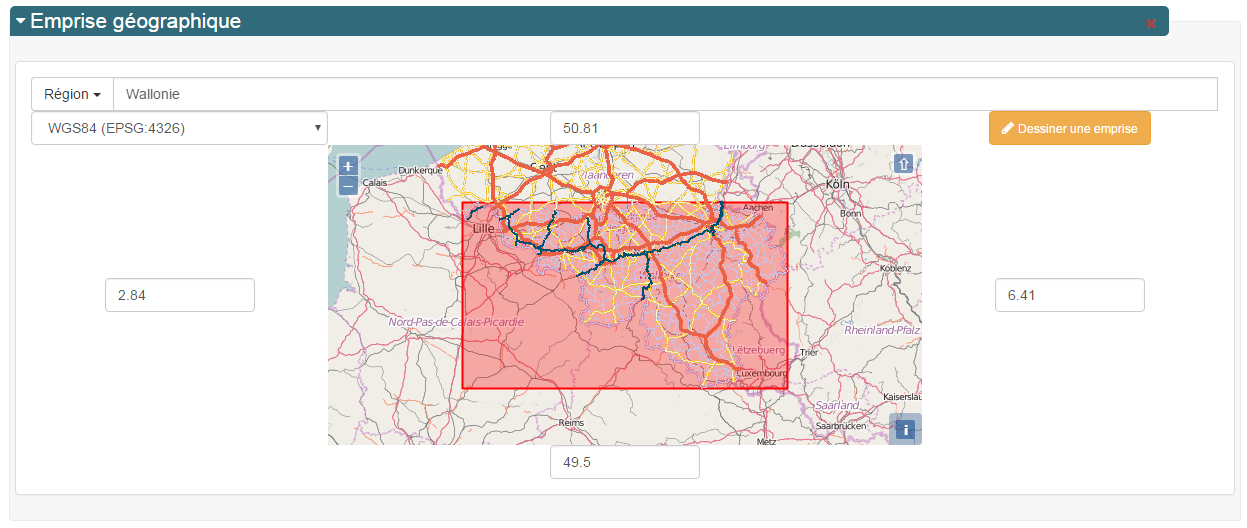 Emprise géographique
Région
Wallonie
WGS84 (EPSG:4326)
50.81
Dessiner une emprise
Limburg
Düsseldorf
Dunkerque
Vlaanderen
Calais
Köln
Aachen
Bonn
Lille
Koblenz
2.84
6.41
Nord-Pas-de-Calais-Picardie
Rheinland-Pfalz
Lëtzebuerg
Trier
Luxembourg
Kaiserslau
Saarland
Reims
Saarbrücken
Metz
49.5